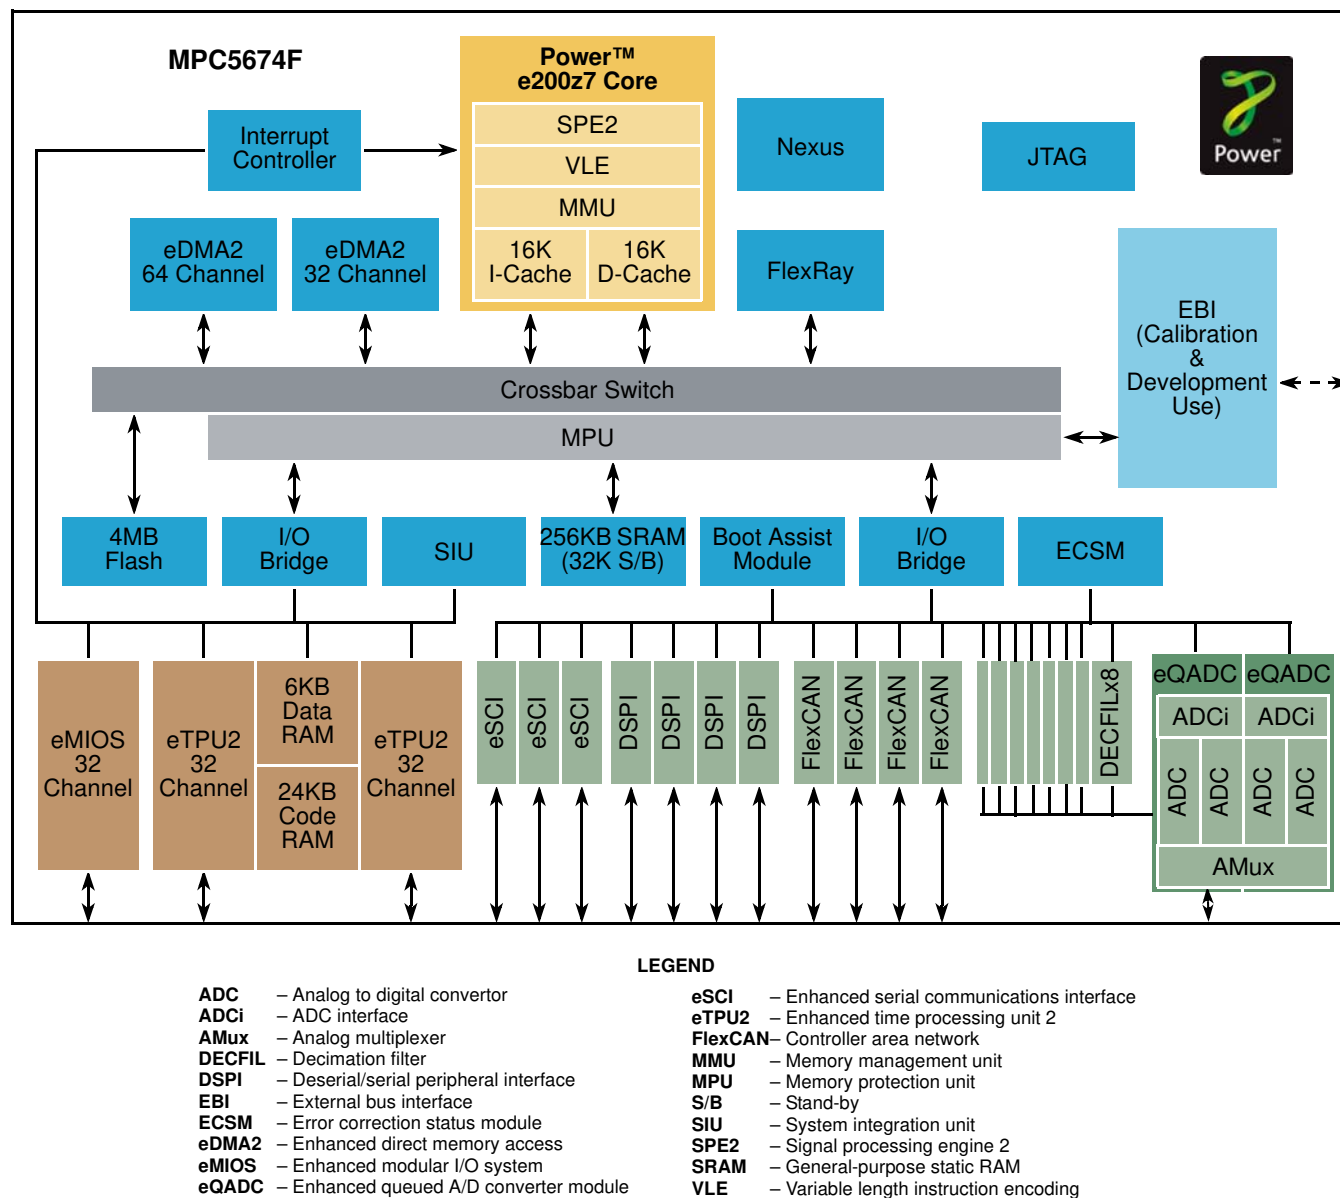 MPC5674F
Power™
e200z7 Core
SPE2
VLE
MMU
16K
I-Cache
16K
D-Cache
Interrupt
Controller
Nexus
JTAG
Power™
eDMA2
64 Channel
eDMA2
32 Channel
FlexRay
EBI
(Calibration
&
Development
Use)
Crossbar Switch
MPU
4MB
Flash
I/O
Bridge
SIU
256KB SRAM
(32K S/B)
Boot Assist
Module
I/O
Bridge
ECSM
eMIOS
32
Channel
eTPU2
32
Channel
6KB
Data
RAM
24KB
Code
RAM
eTPU2
32
Channel
eSCI
eSCI
eSCI
DSPI
DSPI
DSPI
DSPI
FlexCAN
FlexCAN
FlexCAN
FlexCAN
DECFILx8
eQADC
eQADC
ADCi
ADCi
ADC
ADC
ADC
ADC
AMux
LEGEND
ADC – Analog to digital convertor
ADCi – ADC interface
AMux – Analog multiplexer
DECFIL – Decimation filter
DSPI – Deserial/serial peripheral interface
EBI – External bus interface
ECSM – Error correction status module
eDMA2 – Enhanced direct memory access
eMIOS – Enhanced modular I/O system
eQADC – Enhanced queued A/D converter module
eSCI – Enhanced serial communications interface
eTPU2 – Enhanced time processing unit 2
FlexCAN – Controller area network
MMU – Memory management unit
MPU – Memory protection unit
S/B – Stand-by
SIU – System integration unit
SPE2 – Signal processing engine 2
SRAM – General-purpose static RAM
VLE – Variable length instruction encoding